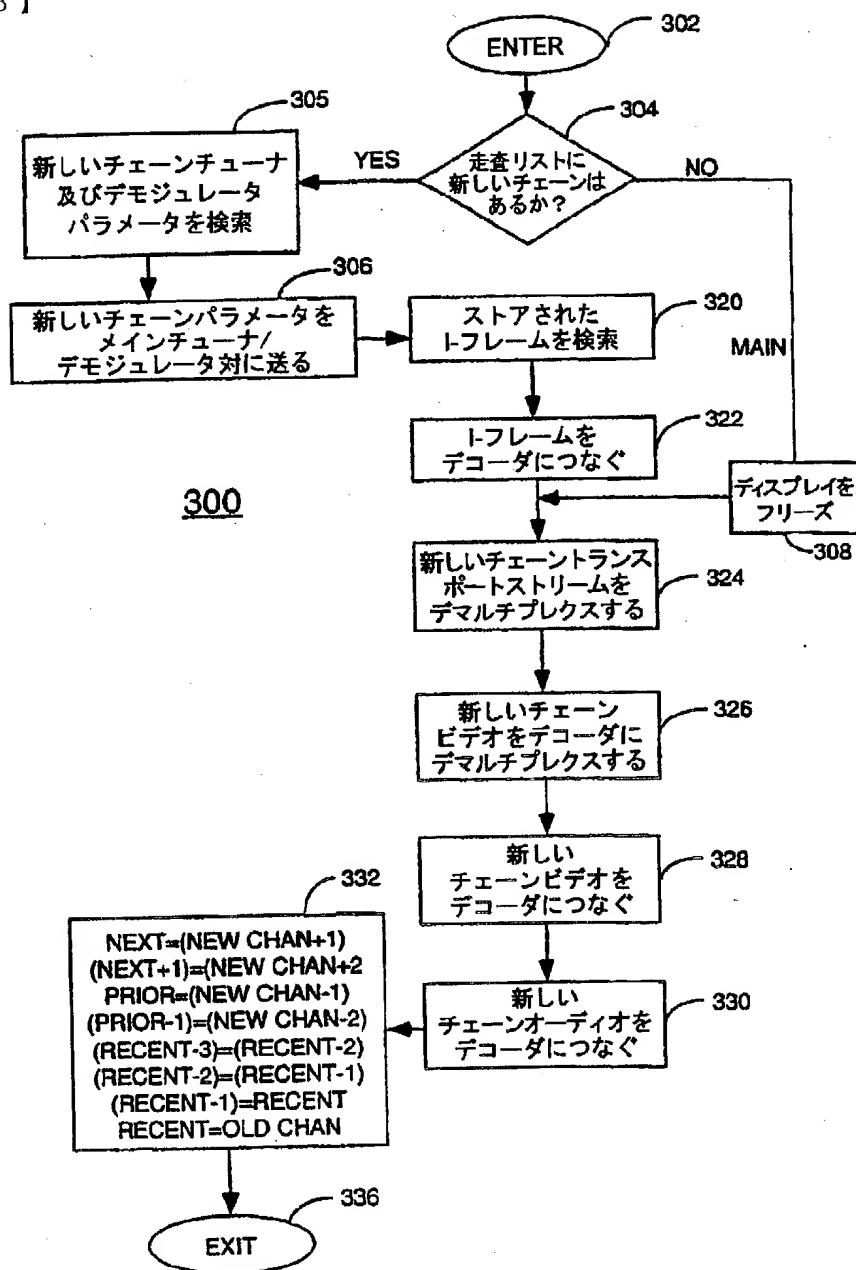 3 】
ENTER
302
304
走査リストに
新しいチェーンは
あるか？
YES
NO
305
新しいチェーンチューナ
及びデモジュレータ
パラメータを検索
306
新しいチェーンパラメータを
メインチューナ/
デモジュレータ対に送る
320
ストアされた
I-フレームを検索
MAIN
322
I-フレームを
デコーダにつなぐ
300
ディスプレイを
フリーズ
308
新しいチェーントランス
ポートストリームを
デマルチプレクスする
324
新しいチェーン
ビデオをデコーダに
デマルチプレクスする
326
新しい
チェーンビデオを
デコーダにつなぐ
328
新しい
チェーンオーディオを
デコーダにつなぐ
330
332
NEXT=(NEW CHAN+1)
(NEXT+1)=(NEW CHAN+2
PRIOR=(NEW CHAN-1)
(PRIOR-1)=(NEW CHAN-2)
(RECENT-3)=(RECENT-2)
(RECENT-2)=(RECENT-1)
(RECENT-1)=RECENT
RECENT=OLD CHAN
336
EXIT